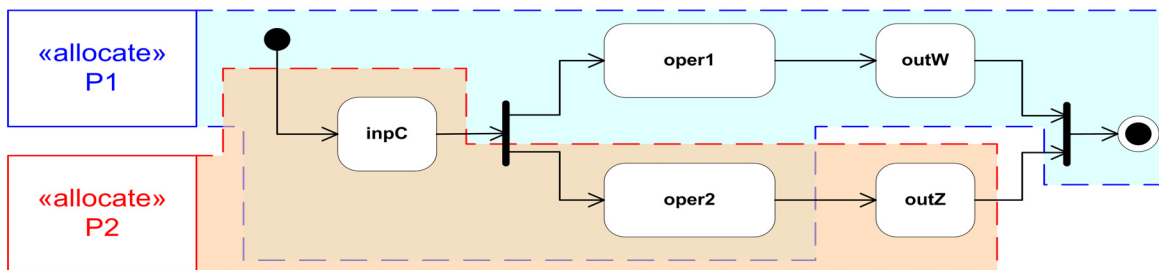 «allocate»
P1
oper1
outW
inpC
«allocate»
P2
oper2
outZ